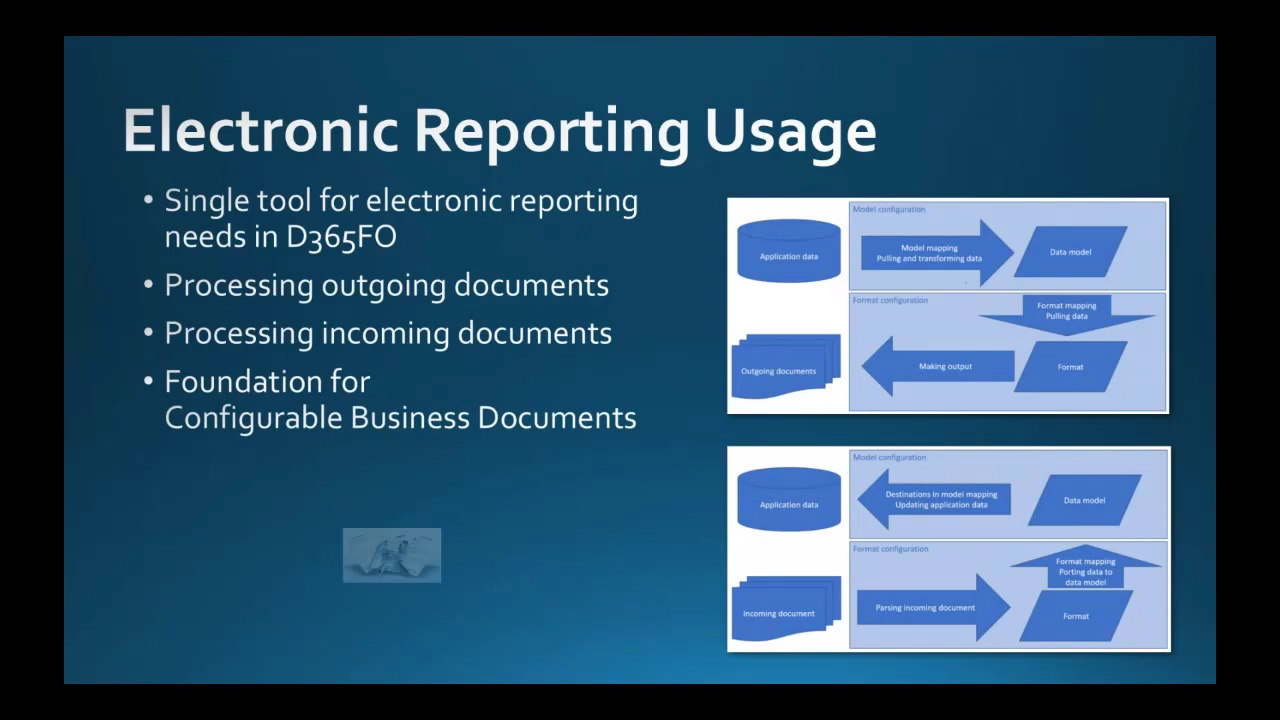 Electronic Reporting Usage
• Single tool for electronic reporting
needs in D365FO
• Processing outgoing documents
• Processing incoming documents
• Foundation for
Configurable Business Documents
Model configuration
Application data
Model mapping
Pulling and transforming data
Data model
Format configuration
Format mapping
Pulling data
Outgoing documents
Making output
Format
Model configuration
Application data
Destinations in model mapping
Updating application data
Data model
Format configuration
Format mapping
Porting data to
data model
Incoming document
Parsing incoming document
Format